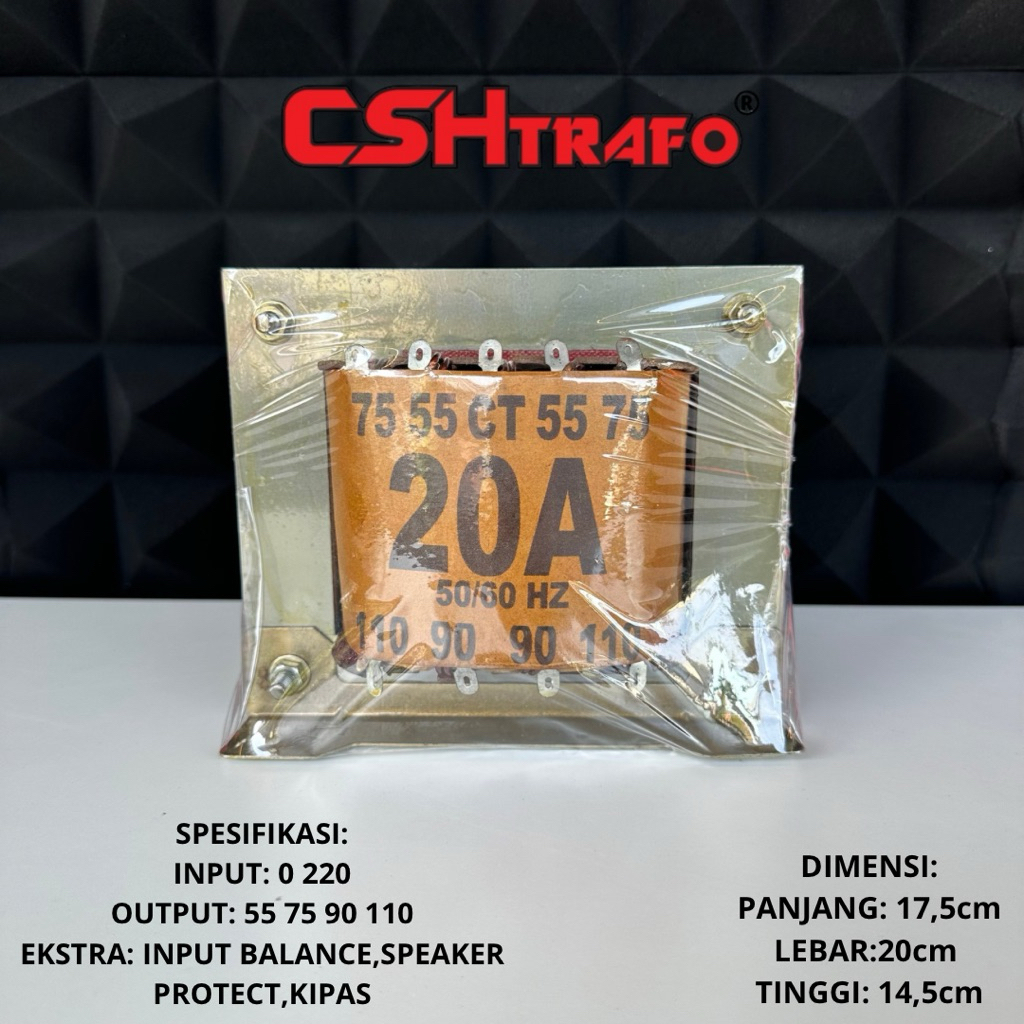 CSHTRAFO®
75 55 CT 55 75
20A
50/60 HZ
110 90 90 110
SPESIFIKASI:
INPUT: 0 220
OUTPUT: 55 75 90 110
EKSTRA: INPUT BALANCE,SPEAKER
PROTECT,KIPAS
DIMENSI:
PANJANG: 17,5cm
LEBAR:20cm
TINGGI: 14,5cm